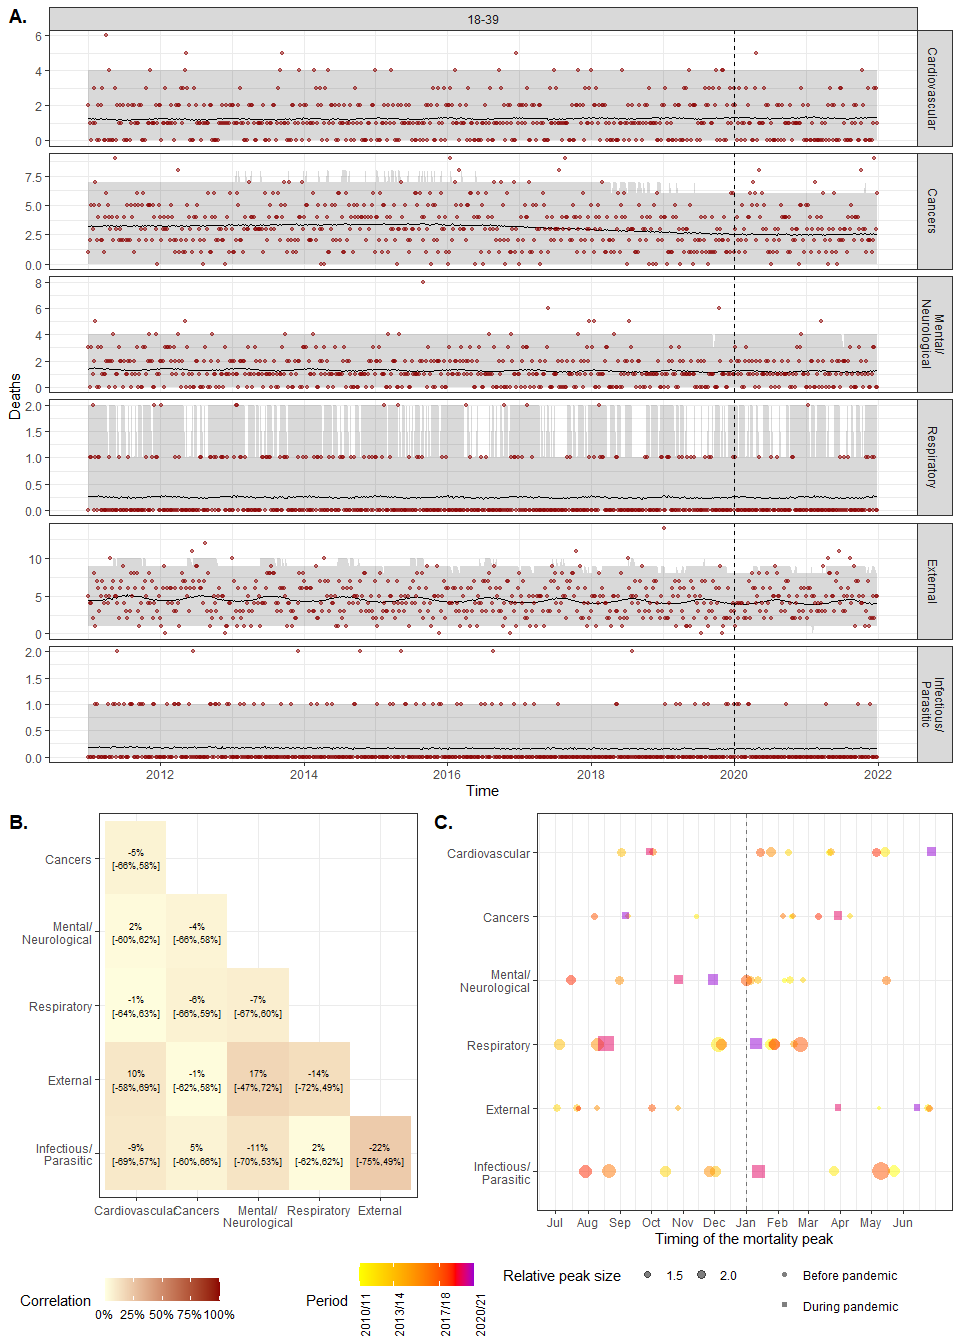 A.
18-39
6
4
2
0
Cardiovascular
7.5
5.0
2.5
0.0
Cancers
8
6
4
2
0
Mental/
Neurological
2.0
1.5
1.0
0.5
0.0
Respiratory
10
5
0
External
2.0
1.5
1.0
0.5
0.0
Infectious/
Parasitic
Deaths
2012 2014 2016 2018 2020 2022
Time
B.
Cancers
-5%
[-66%,58%]
Mental/
Neurological
2% -4%
[-60%,62%] [-66%,58%]
Respiratory
-1% -6% -7%
[-64%,63%] [-66%,59%] [-67%,60%]
External
10% -1% 17% -14%
[-58%,69%] [-62%,58%] [-47%,72%] [-72%,49%]
Infectious/
Parasitic
-9% 5% -11% 2% -22%
[-69%,57%] [-60%,66%] [-70%,53%] [-62%,62%] [-75%,49%]
Cardiovascular Cancers Mental/ Respiratory External
Neurological
C.
Cardiovascular
Cancers
Mental/
Neurological
Respiratory
External
Infectious/
Parasitic
Jul Aug Sep Oct Nov Dec Jan Feb Mar Apr May Jun
Timing of the mortality peak
Correlation
0% 25% 50% 75% 100%
Period
2010/11
2013/14
2017/18
2020/21
Relative peak size 1.5 2.0
Before pandemic
During pandemic